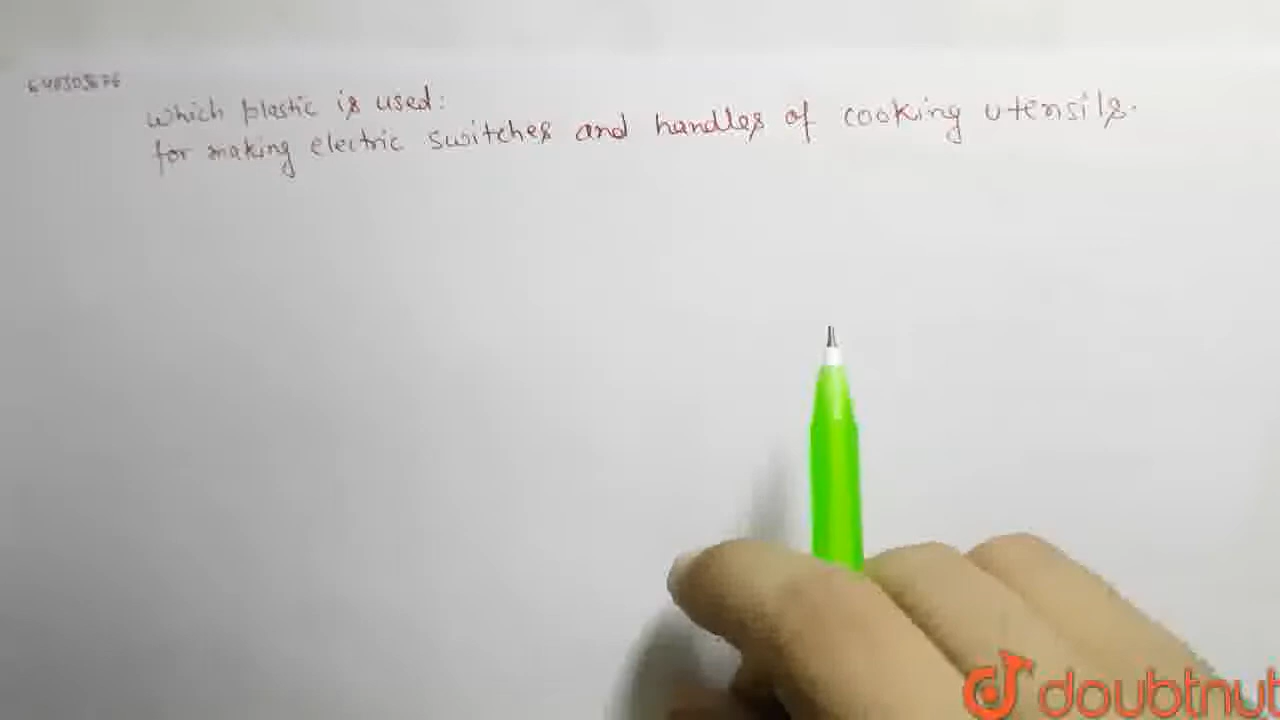 which plastic is used:
for making electric switches and handles of cooking utensils.
doubtnut